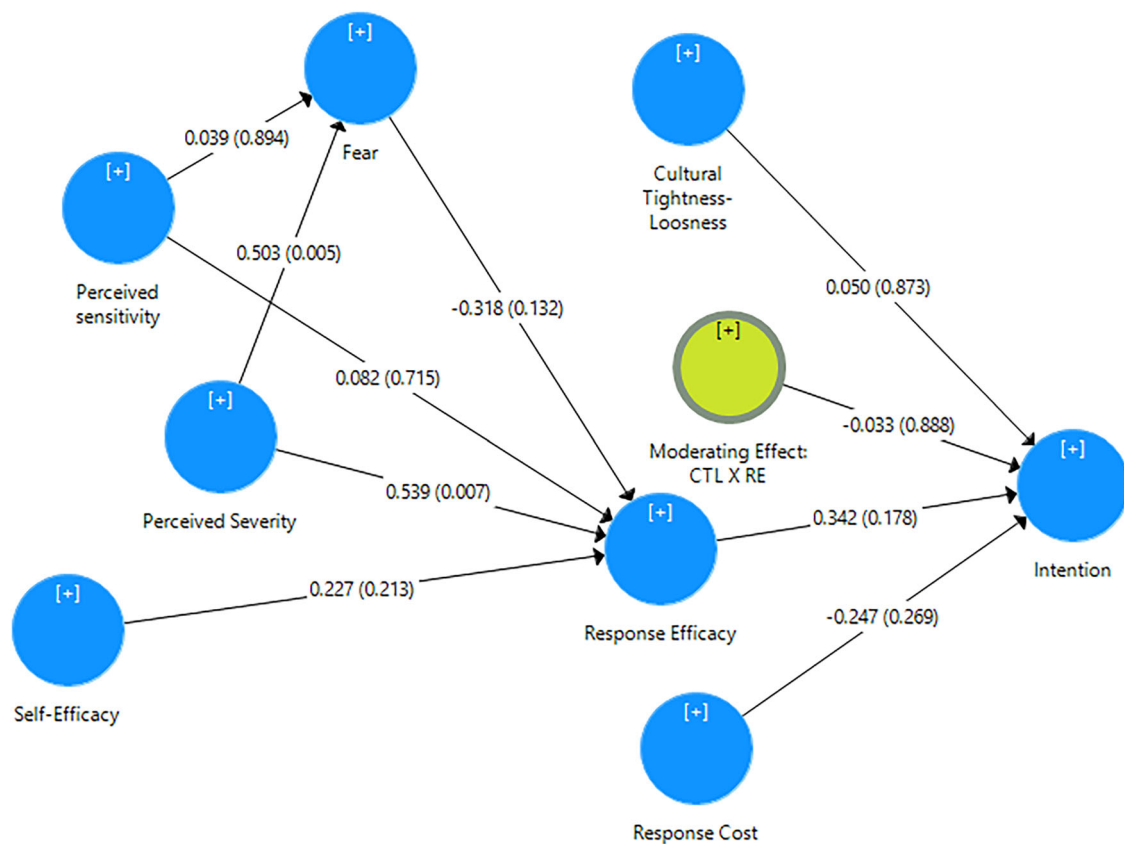 [+]
Fear
[+]
Cultural
Tightness-
Loosness
0.039 (0.894)
[+]
Perceived
sensitivity
0.503 (0.005)
-0.318 (0.132)
0.050 (0.873)
[+]
Moderating Effect:
CTL X RE
0.082 (0.715)
-0.033 (0.888)
[+]
Perceived Severity
[+]
Intention
0.539 (0.007)
[+]
Response Efficacy
0.342 (0.178)
0.227 (0.213)
[+]
Self-Efficacy
-0.247 (0.269)
[+]
Response Cost